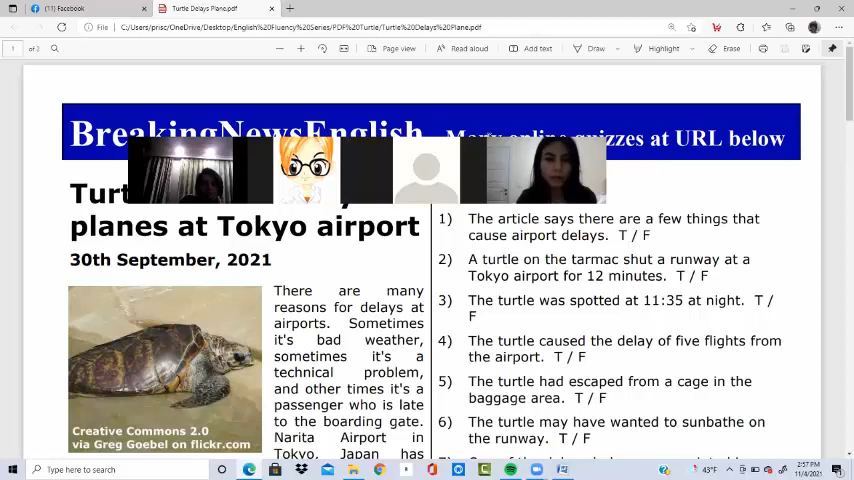 Facebook
Turtle Delays Plane.pdf
File C:/Users/prisc/OneDrive/Desktop/English%20Fluency%20Series/PDF%20Turtle/Turtle%20Delays%20Plane.pdf
1 of 2
Page view
Read aloud
Add text
Draw
Highlight
Erase
BreakingNewsEnglish
Many online quizzes at URL below
planes at Tokyo airport
30th September, 2021
There are many
reasons for delays at
airports. Sometimes
it's bad weather,
sometimes it's a
technical problem,
and other times it's a
passenger who is late
to the boarding gate.
Narita Airport in
Tokyo, Japan has
Creative Commons 2.0
via Greg Goebel on flickr.com
1) The article says there are a few things that
cause airport delays. T / F
2) A turtle on the tarmac shut a runway at a
Tokyo airport for 12 minutes. T / F
3) The turtle was spotted at 11:35 at night. T /
F
4) The turtle caused the delay of five flights from
the airport. T / F
5) The turtle had escaped from a cage in the
baggage area. T / F
6) The turtle may have wanted to sunbathe on
the runway. T / F
Type here to search
43°F
2:57 PM
11/4/2021